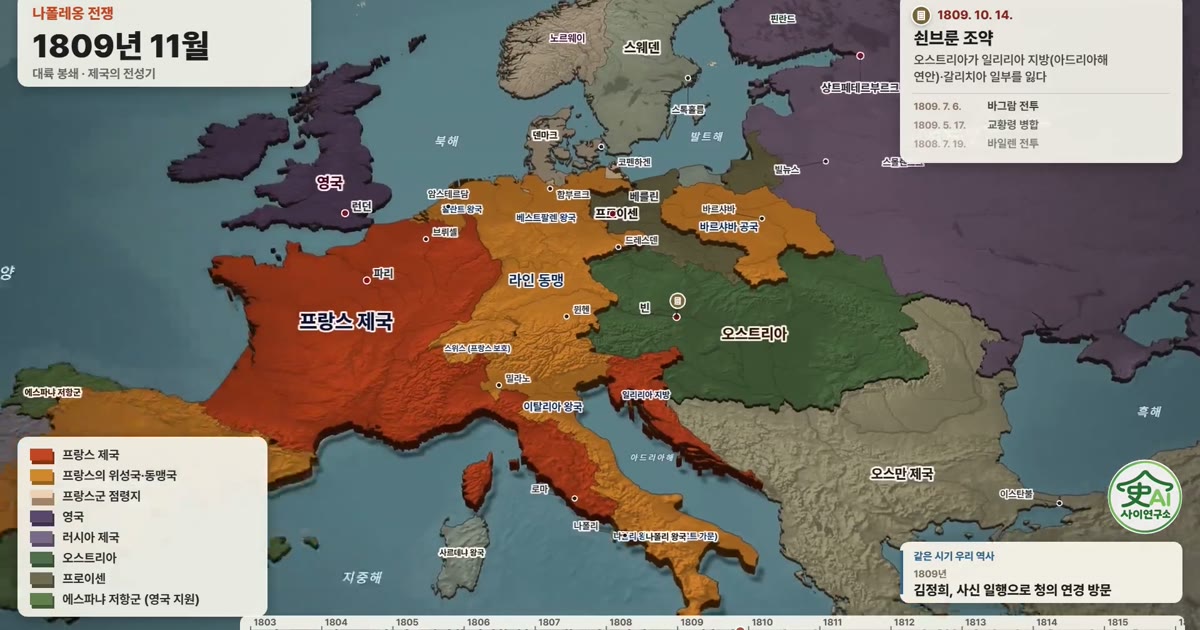 나폴레옹 전쟁
1809년 11월
대륙 봉쇄 · 제국의 전성기
1809. 10. 14.
쇤브룬 조약
오스트리아가 일리리아 지방(아드리아해
연안)·갈리치아 일부를 잃다
1809. 7. 6. 바그람 전투
1809. 5. 17. 교황령 병합
1808. 7. 19. 바일렌 전투
핀란드
노르웨이
스웨덴
상트페테르부르크
스톡홀름
북해
덴마크
발트해
코펜하겐
빌뉴스
영국
런던
암스테르담
홀란트 왕국
함부르크
베를린
베스트팔렌 왕국
프로이센
바르샤바
바르샤바 공국
브뤼셀
드레스덴
양
파리
라인 동맹
프랑스 제국
뮌헨
빈
오스트리아
스위스 (프랑스 보호)
밀라노
에스파냐 저항군
이탈리아 왕국
일리리아 지방
흑해
아드리아해
오스만 제국
로마
이스탄불
나폴리
나폴리 왕국
사르데냐 왕국
지중해
프랑스 제국
프랑스의 위성국·동맹국
프랑스군 점령지
영국
러시아 제국
오스트리아
프로이센
에스파냐 저항군 (영국 지원)
史AI
사이연구소
같은 시기 우리 역사
1809년
김정희, 사신 일행으로 청의 연경 방문
1803 1804 1805 1806 1807 1808 1809 1810 1811 1812 1813 1814 1815